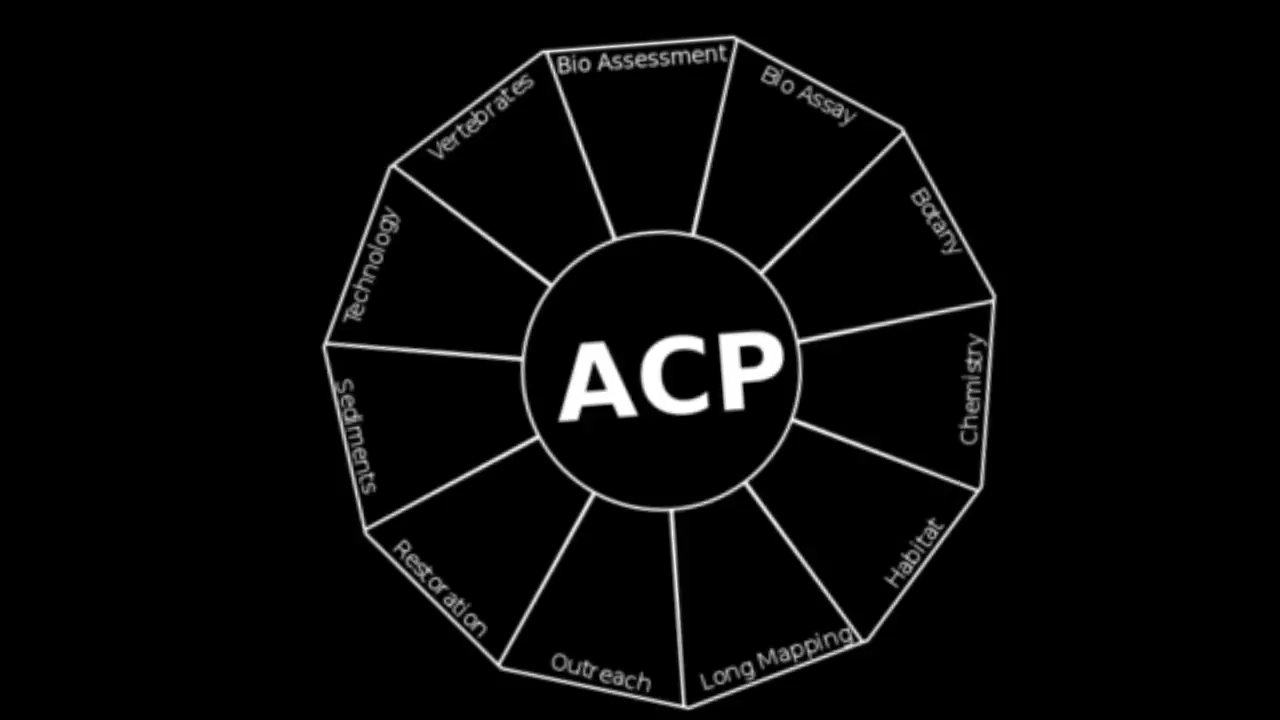 Bio Assessment
Bio Assay
Botany
Chemistry
Habitat
Long Mapping
Outreach
Restoration
Sediments
Technology
Vertebrates
ACP